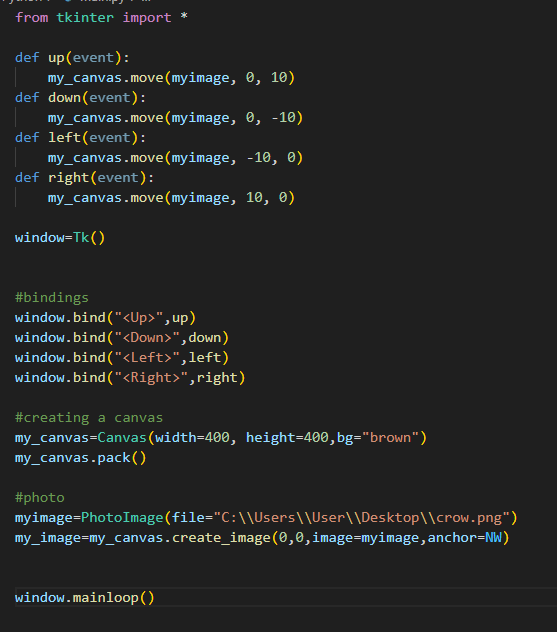 from tkinter import *
def up(event):
    my_canvas.move(myimage, 0, 10)
def down(event):
    my_canvas.move(myimage, 0, -10)
def left(event):
    my_canvas.move(myimage, -10, 0)
def right(event):
    my_canvas.move(myimage, 10, 0)
window=Tk()
#bindings
window.bind("<Up>",up)
window.bind("<Down>",down)
window.bind("<Left>",left)
window.bind("<Right>",right)
#creating a canvas
my_canvas=Canvas(width=400, height=400,bg="brown")
my_canvas.pack()
#photo
myimage=PhotoImage(file="C:\\Users\\User\\Desktop\\crow.png")
my_image=my_canvas.create_image(0,0,image=myimage,anchor=NW)
window.mainloop()